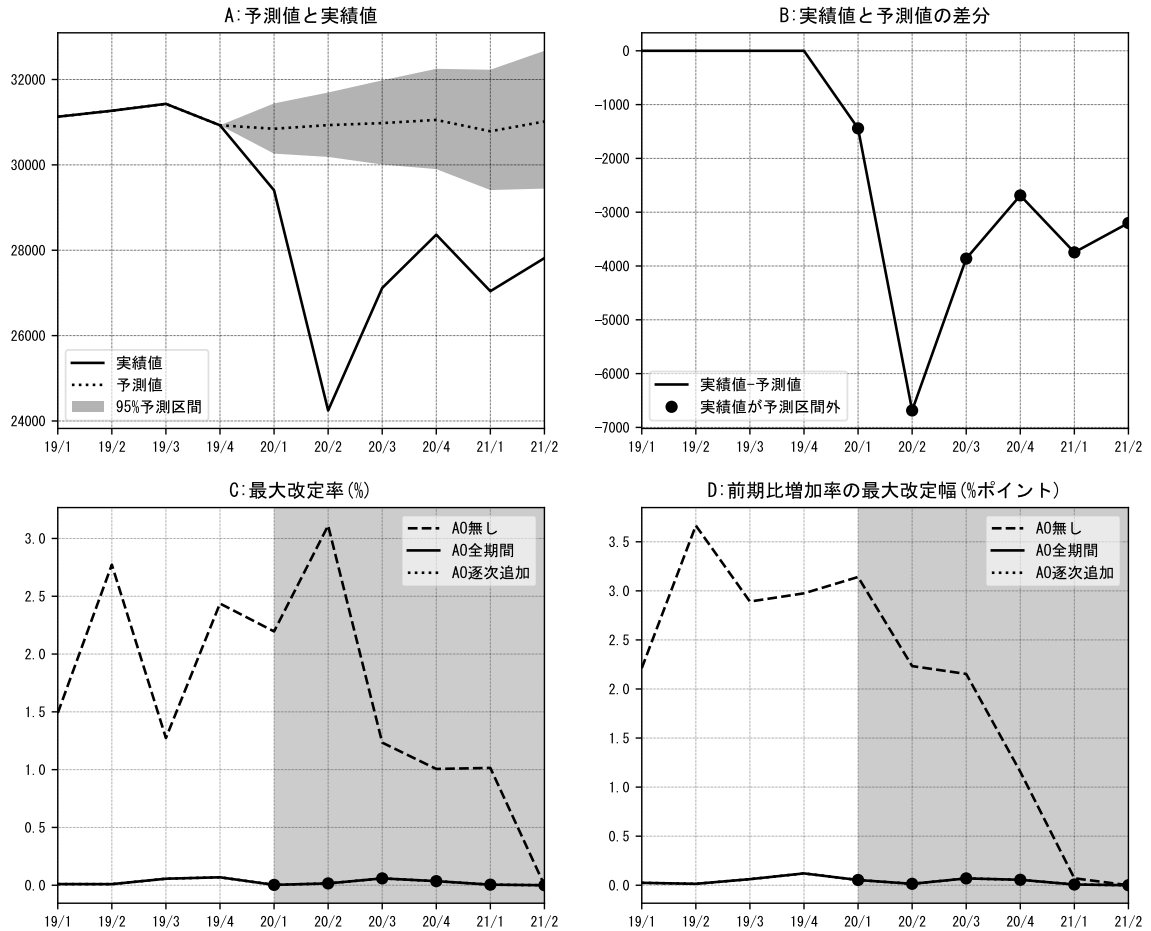 A:予測値と実績値
32000
30000
28000
26000
24000
実績値
予測値
95%予測区間
19/1 19/2 19/3 19/4 20/1 20/2 20/3 20/4 21/1 21/2
B:実績値と予測値の差分
0
−1000
−2000
−3000
−4000
−5000
−6000
−7000
実績値−予測値
実績値が予測区間外
19/1 19/2 19/3 19/4 20/1 20/2 20/3 20/4 21/1 21/2
C:最大改定率(%)
3.0
2.5
2.0
1.5
1.0
0.5
0.0
AO無し
AO全期間
AO逐次追加
19/1 19/2 19/3 19/4 20/1 20/2 20/3 20/4 21/1 21/2
D:前期比増加率の最大改定幅(%ポイント)
3.5
3.0
2.5
2.0
1.5
1.0
0.5
0.0
AO無し
AO全期間
AO逐次追加
19/1 19/2 19/3 19/4 20/1 20/2 20/3 20/4 21/1 21/2